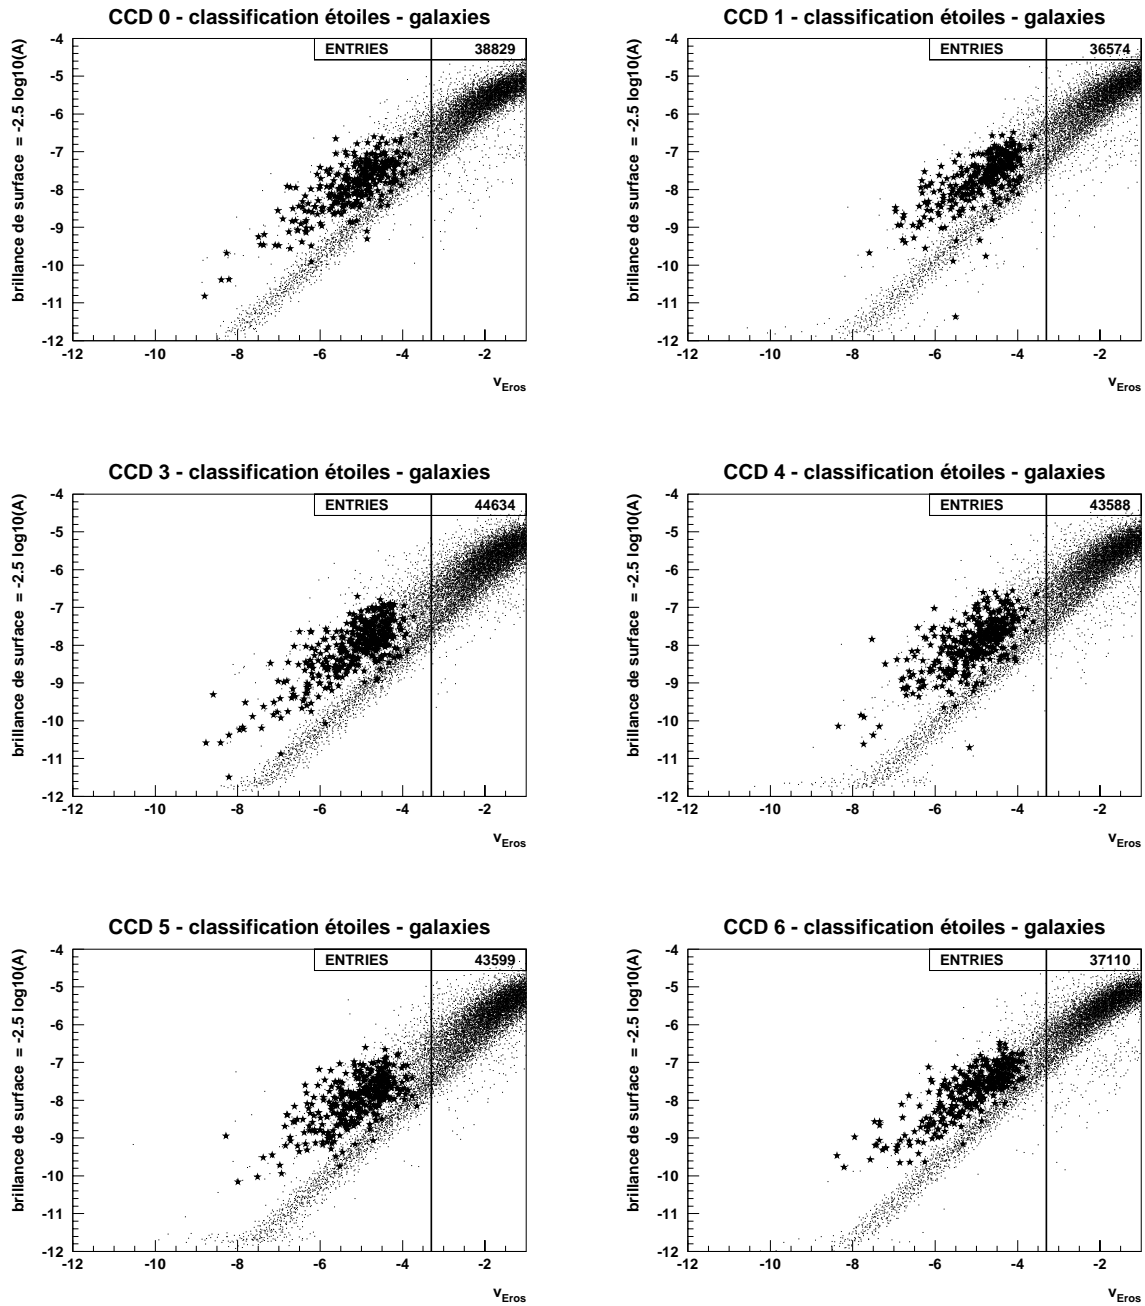 CCD 0 - classification étoiles - galaxies
ENTRIES 38829
brillance de surface = -2.5 log10(A)
-4
-5
-6
-7
-8
-9
-10
-11
-12
-12 -10 -8 -6 -4 -2
vEros
CCD 1 - classification étoiles - galaxies
ENTRIES 36574
brillance de surface = -2.5 log10(A)
-4
-5
-6
-7
-8
-9
-10
-11
-12
-12 -10 -8 -6 -4 -2
vEros
CCD 3 - classification étoiles - galaxies
ENTRIES 44634
brillance de surface = -2.5 log10(A)
-4
-5
-6
-7
-8
-9
-10
-11
-12
-12 -10 -8 -6 -4 -2
vEros
CCD 4 - classification étoiles - galaxies
ENTRIES 43588
brillance de surface = -2.5 log10(A)
-4
-5
-6
-7
-8
-9
-10
-11
-12
-12 -10 -8 -6 -4 -2
vEros
CCD 5 - classification étoiles - galaxies
ENTRIES 43599
brillance de surface = -2.5 log10(A)
-4
-5
-6
-7
-8
-9
-10
-11
-12
-12 -10 -8 -6 -4 -2
vEros
CCD 6 - classification étoiles - galaxies
ENTRIES 37110
brillance de surface = -2.5 log10(A)
-4
-5
-6
-7
-8
-9
-10
-11
-12
-12 -10 -8 -6 -4 -2
vEros